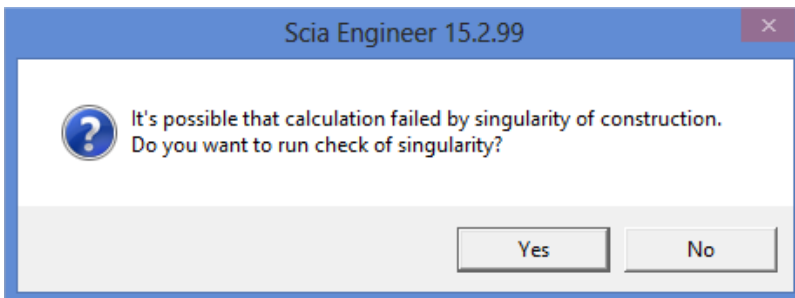 Scia Engineer 15.2.99
It's possible that calculation failed by singularity of construction.
Do you want to run check of singularity?
Yes
No